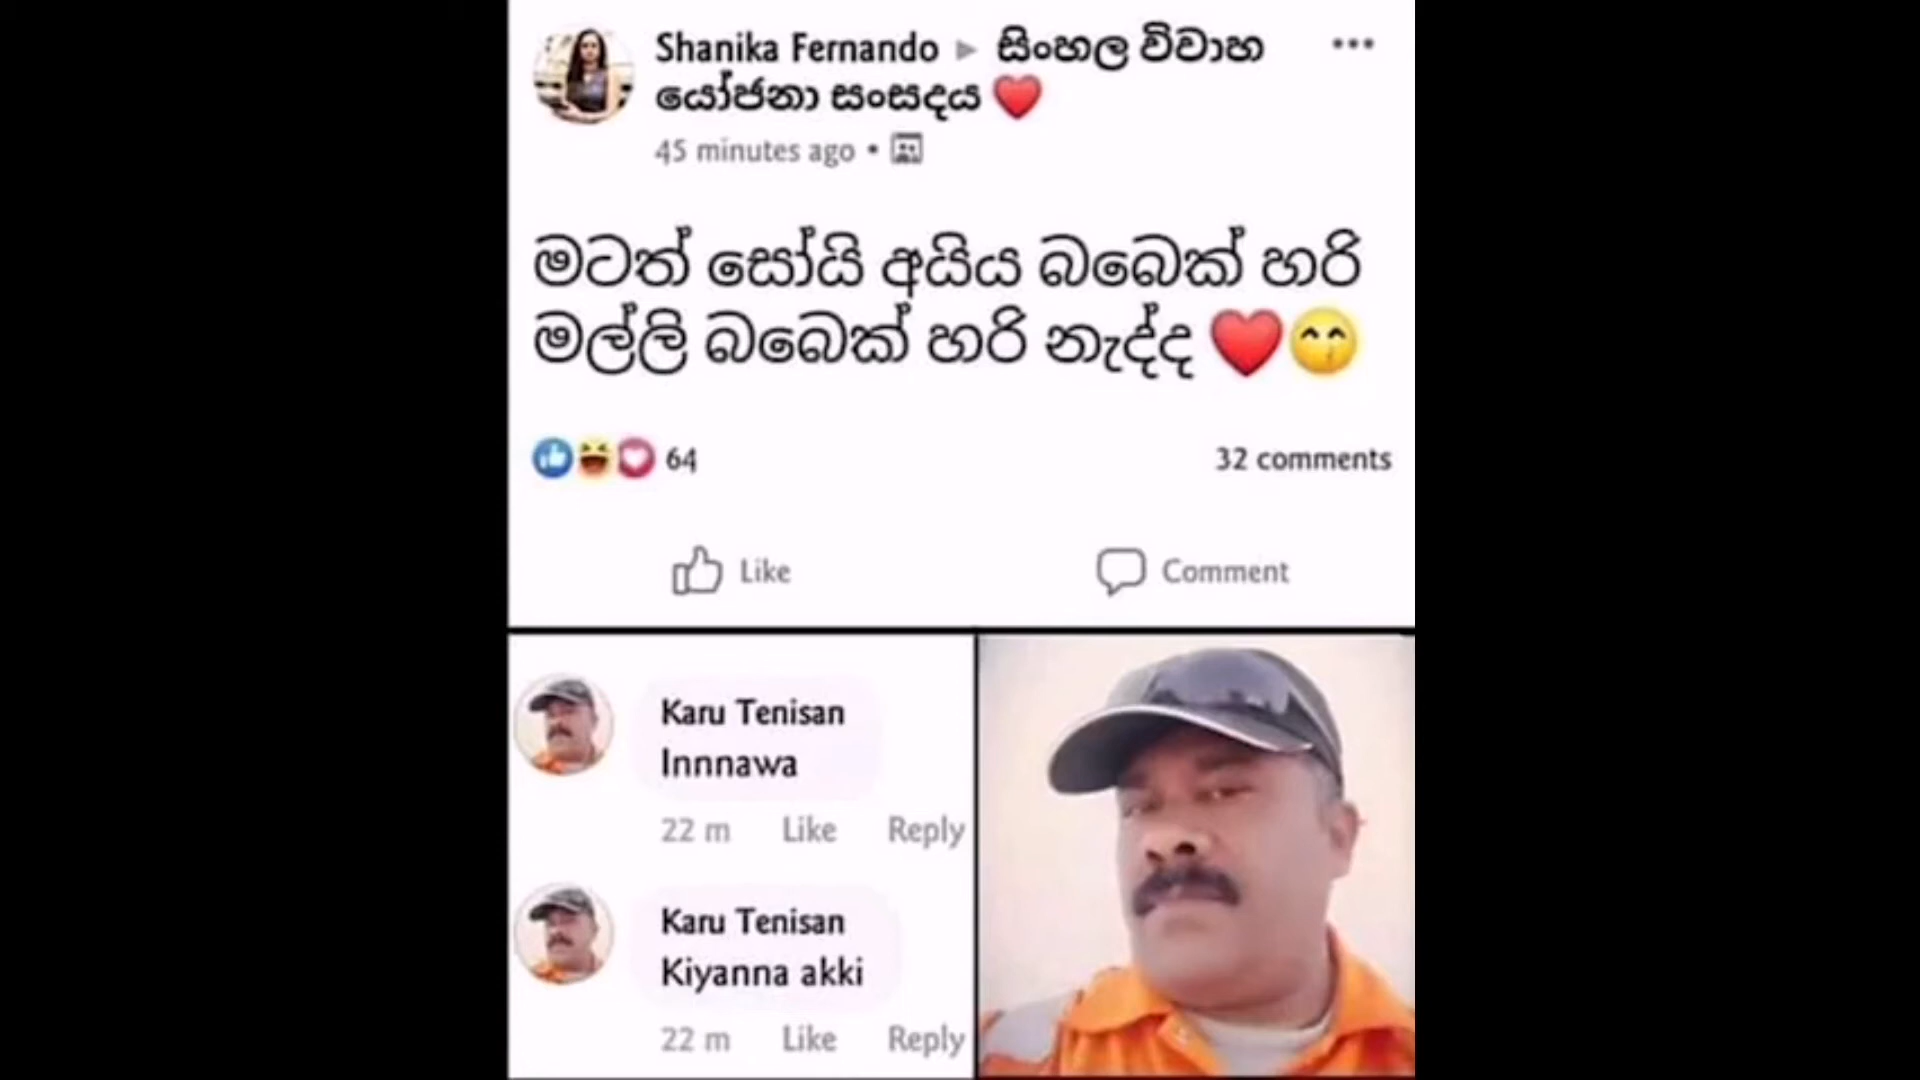 Shanika Fernando ▸ සිංහල විවාහ
යෝජනා සංසදය ❤️
45 minutes ago •
මටත් සෝයි අයිය බබෙක් හරි
මල්ලි බබෙක් හරි නැද්ද ❤️😙
64
32 comments
Like
Comment
Karu Tenisan
Innnawa
22 m Like Reply
Karu Tenisan
Kiyanna akki
22 m Like Reply